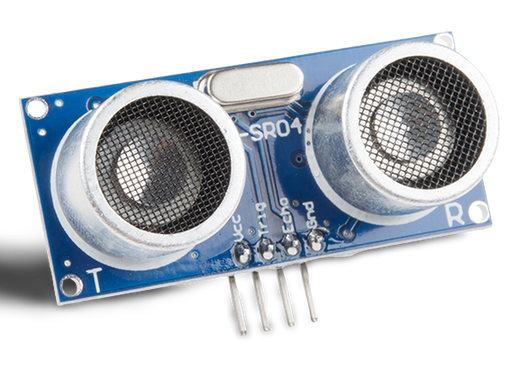 -SR04
Vcc
Trig
Echo
Gnd
T
R